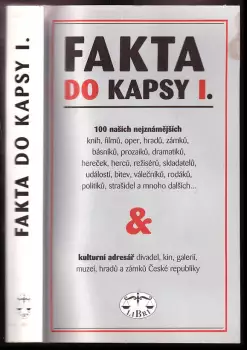 FAKTA DO KAPSY I.
FAKTA
DO KAPSY I.
100 našich nejznámějších
knih, filmů, oper, hradů, zámků,
básníků, prozaiků, dramatiků,
hereček, herců, režisérů, skladatelů,
událostí, bitev, válečníků, rodáků,
politiků, strašidel a mnoho dalších...
&
kulturní adresář divadel, kin, galerií,
muzeí, hradů a zámků České republiky
LIBRI